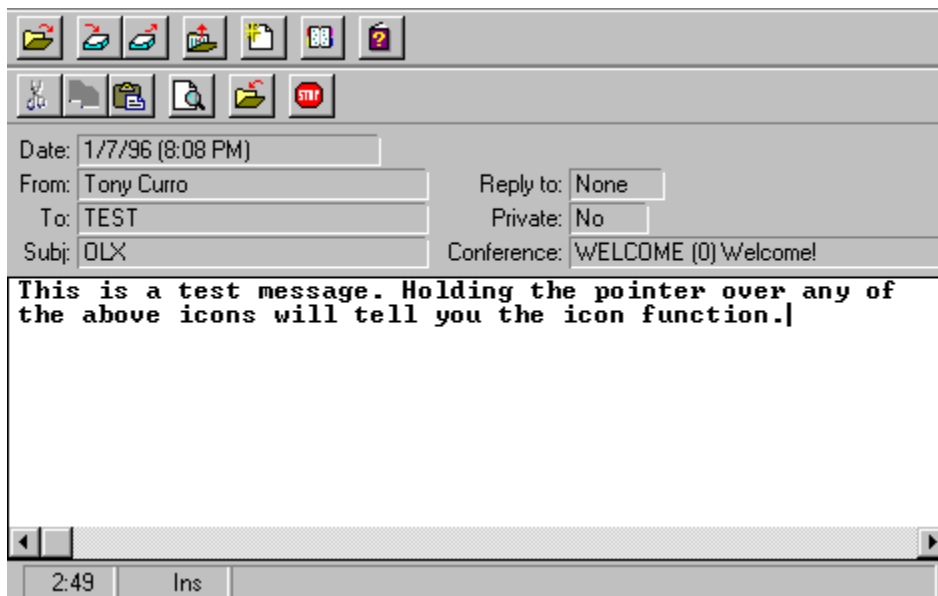 STOP
Date: 1/7/96 (8:08 PM)
From: Tony Curro Reply to: None
To: TEST Private: No
Subj: OLX Conference: WELCOME (0) Welcome!
This is a test message. Holding the pointer over any of
the above icons will tell you the icon function.
2:49 Ins